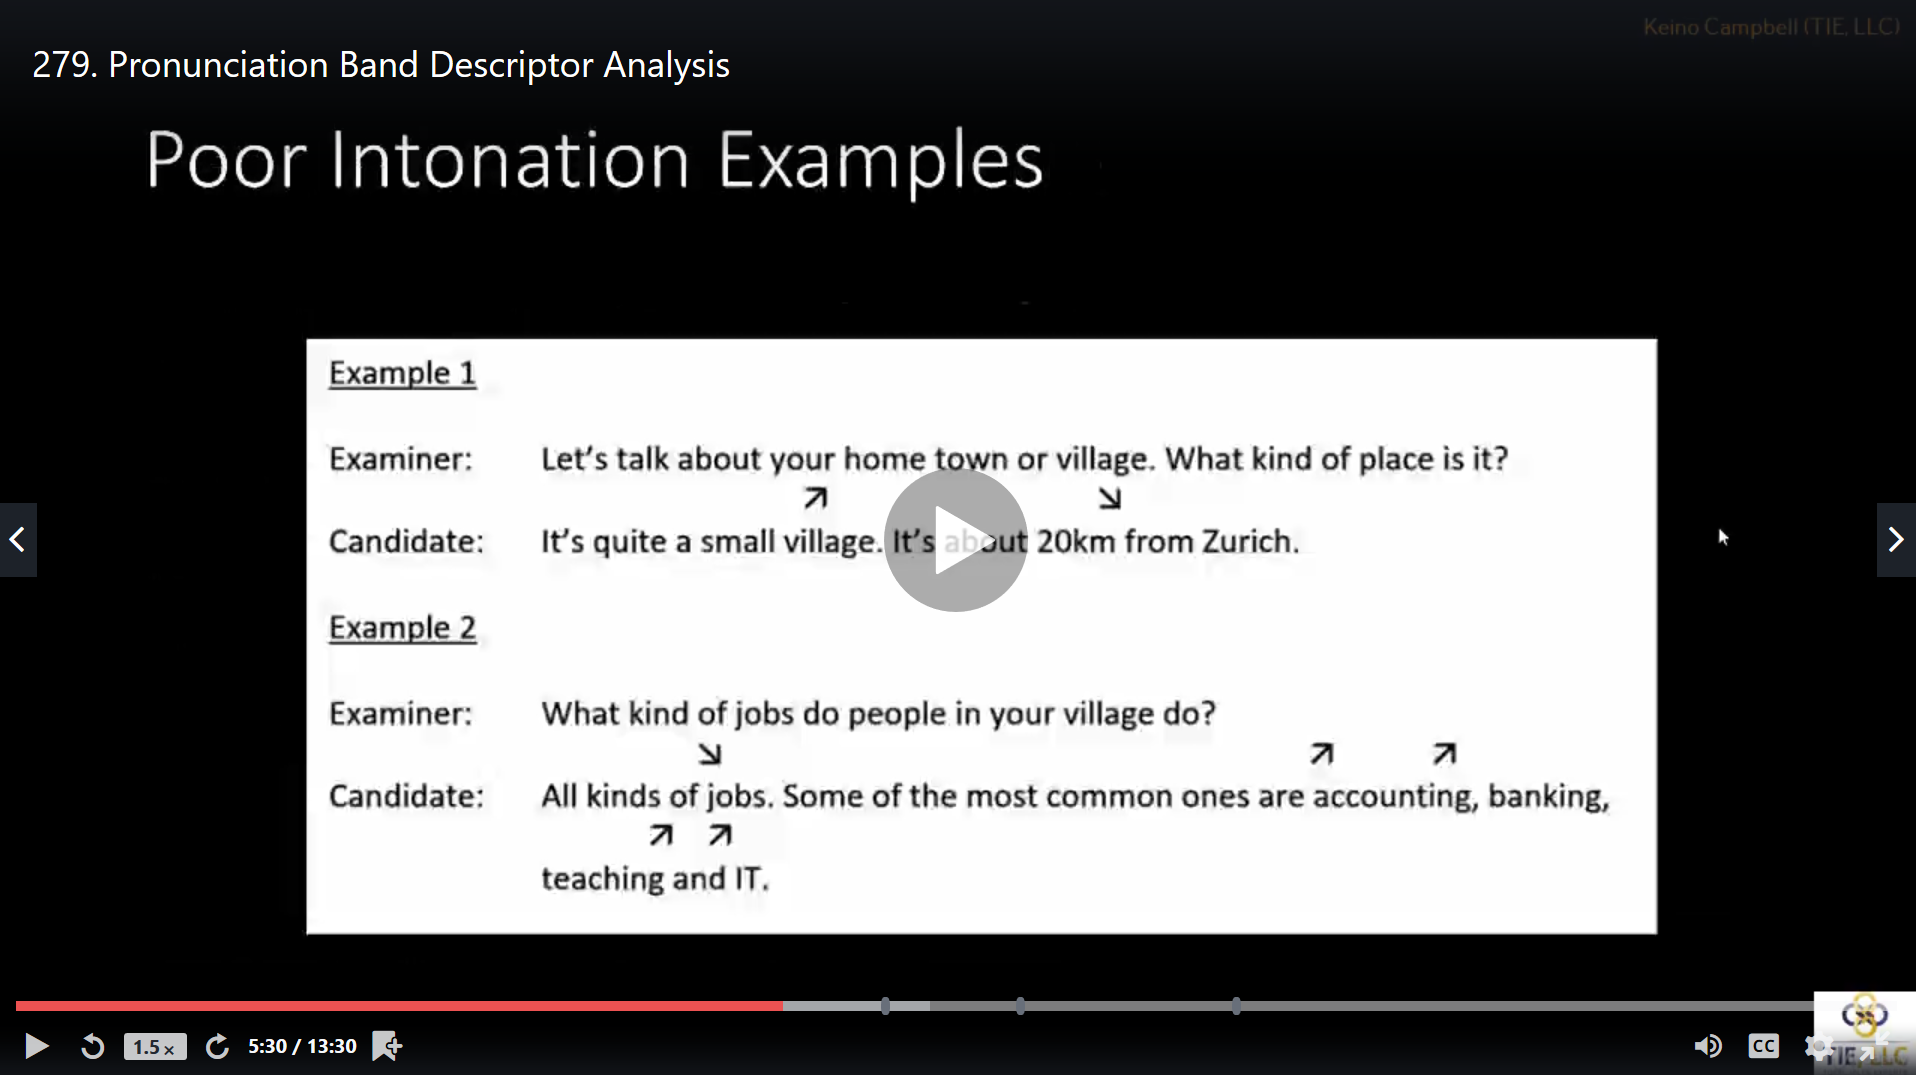 Keino Campbell (TIE, LLC)
279. Pronunciation Band Descriptor Analysis
Poor Intonation Examples
Example 1
Examiner: Let's talk about your home town or village. What kind of place is it?
Candidate: It's quite a small village. It's about 20km from Zurich.
Example 2
Examiner: What kind of jobs do people in your village do?
Candidate: All kinds of jobs. Some of the most common ones are accounting, banking,
teaching and IT.
1.5x
5:30 / 13:30
CC
TIE, LLC